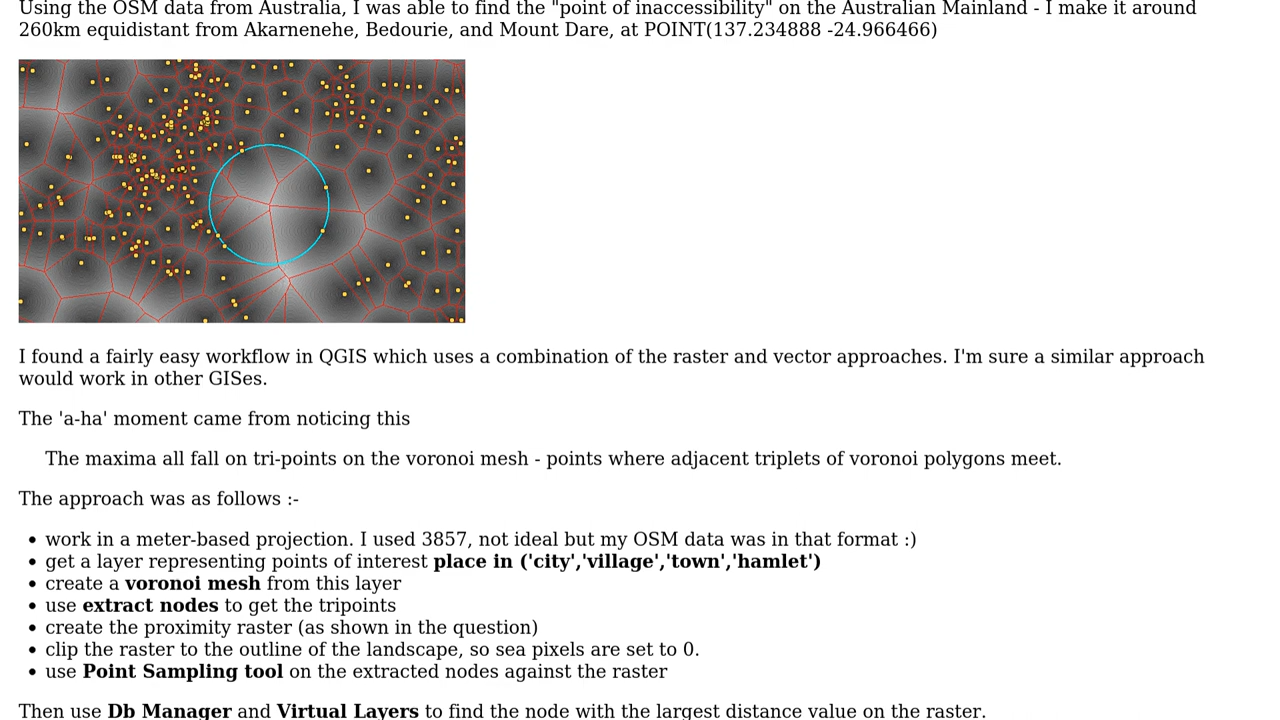 Using the OSM data from Australia, I was able to find the "point of inaccessibility" on the Australian Mainland - I make it around
260km equidistant from Akarnenehe, Bedourie, and Mount Dare, at POINT(137.234888 -24.966466)
I found a fairly easy workflow in QGIS which uses a combination of the raster and vector approaches. I'm sure a similar approach
would work in other GISes.
The 'a-ha' moment came from noticing this
The maxima all fall on tri-points on the voronoi mesh - points where adjacent triplets of voronoi polygons meet.
The approach was as follows :-
• work in a meter-based projection. I used 3857, not ideal but my OSM data was in that format :)
• get a layer representing points of interest place in ('city','village','town','hamlet')
• create a voronoi mesh from this layer
• use extract nodes to get the tripoints
• create the proximity raster (as shown in the question)
• clip the raster to the outline of the landscape, so sea pixels are set to 0.
• use Point Sampling tool on the extracted nodes against the raster
Then use Db Manager and Virtual Layers to find the node with the largest distance value on the raster.